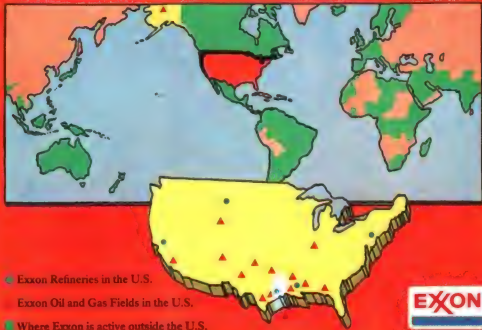 Exxon Refineries in the U.S.
Exxon Oil and Gas Fields in the U.S.
Where Exxon is active outside the U.S.
EXXON